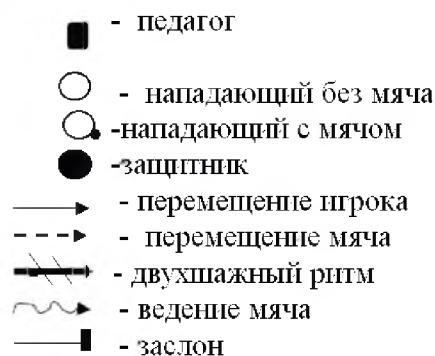 - педагог
- нападающий без мяча
-нападающий с мячом
-защитник
- перемещение игрока
- перемещение мяча
- двухшажный ритм
- ведение мяча
- заслон